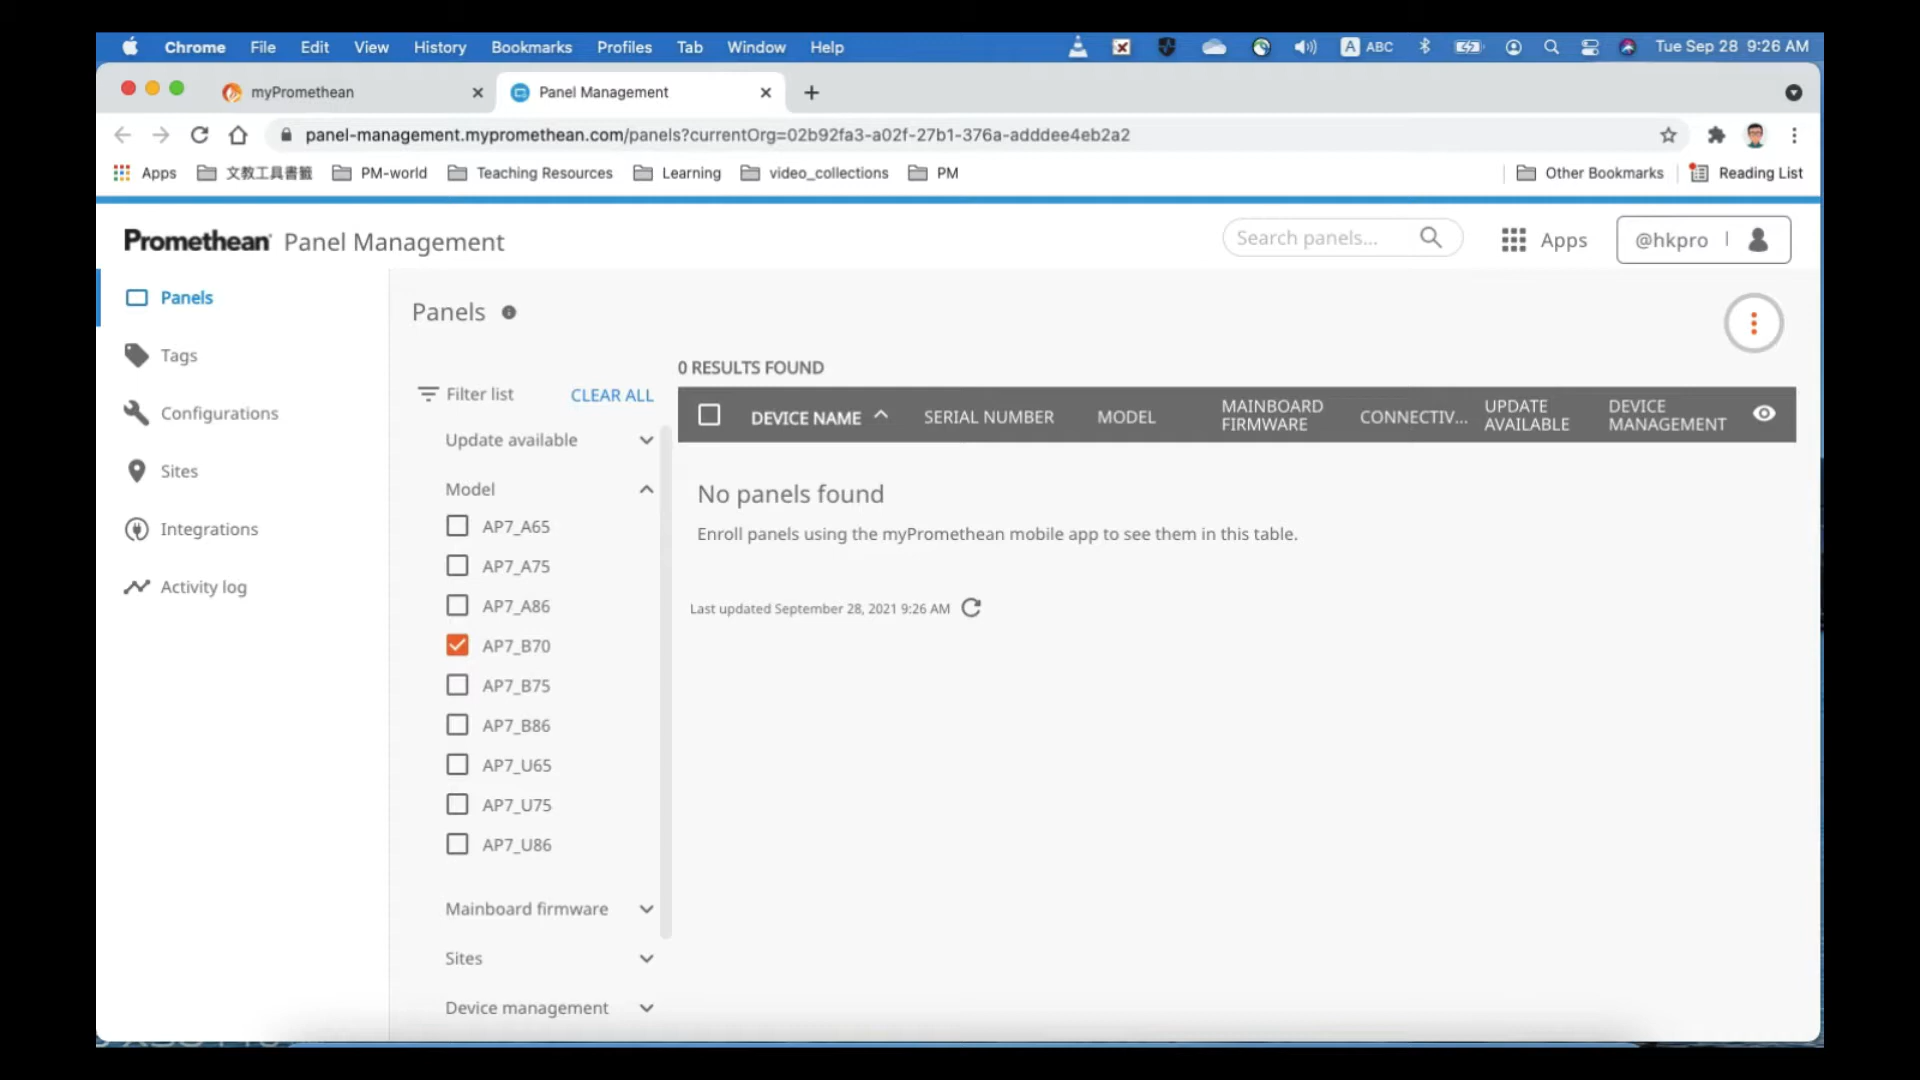 Chrome File Edit View History Bookmarks Profiles Tab Window Help A ABC Tue Sep 28 9:26 AM
myPromethean Panel Management
panel-management.mypromethean.com/panels?currentOrg=02b92fa3-a02f-27b1-376a-adddee4eb2a2
Apps 文教工具書籤 PM-world Teaching Resources Learning video_collections PM Other Bookmarks Reading List
Promethean Panel Management Search panels... Apps @hkpro
Panels
Tags
Configurations
Sites
Integrations
Activity log
Panels
Filter list CLEAR ALL
Update available
Model
AP7_A65
AP7_A75
AP7_A86
AP7_B70
AP7_B75
AP7_B86
AP7_U65
AP7_U75
AP7_U86
Mainboard firmware
Sites
Device management
0 RESULTS FOUND
DEVICE NAME SERIAL NUMBER MODEL MAINBOARD FIRMWARE CONNECTIV... UPDATE AVAILABLE DEVICE MANAGEMENT
No panels found
Enroll panels using the myPromethean mobile app to see them in this table.
Last updated September 28, 2021 9:26 AM